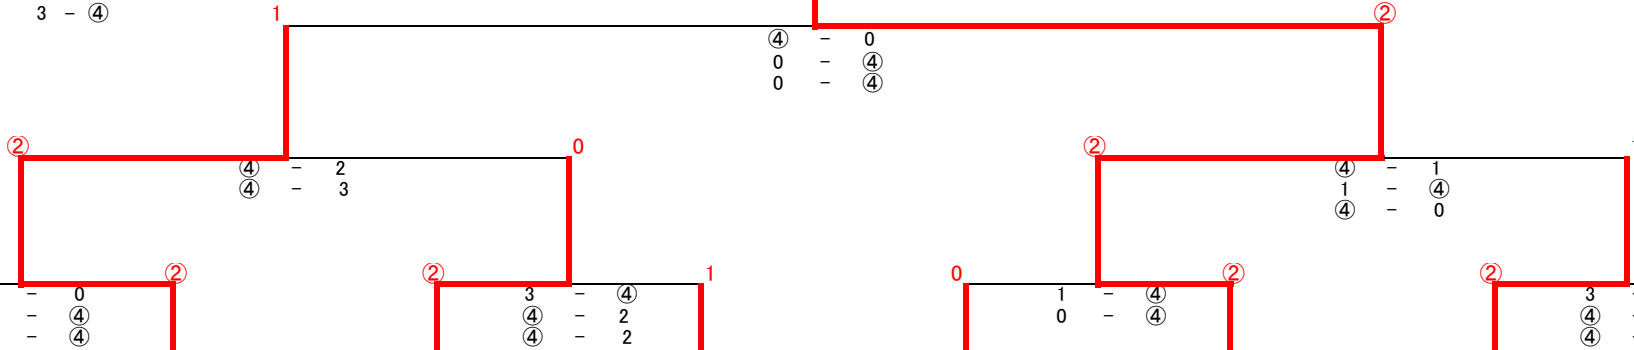 3 - ④ 1 ②
④ - 0
0 - ④
0 - ④
② 0 ②
④ - 2 ④ - 1
④ - 3 1 - ④
④ - 0
② ② 1 0 ② ②
- 0 3 - ④ 1 - ④ 3
- ④ ④ - 2 0 - ④ ④
- ④ ④ - 2 ④